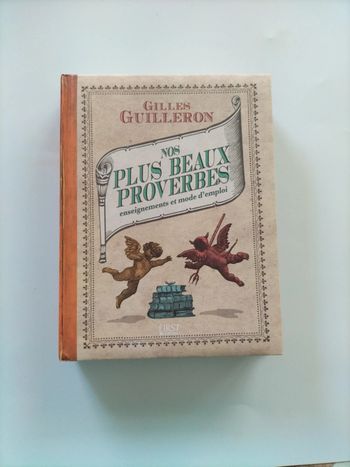 GILLES
GUILLERON
NOS
PLUS BEAUX
PROVERBES
enseignements et mode d'emploi
FIRST